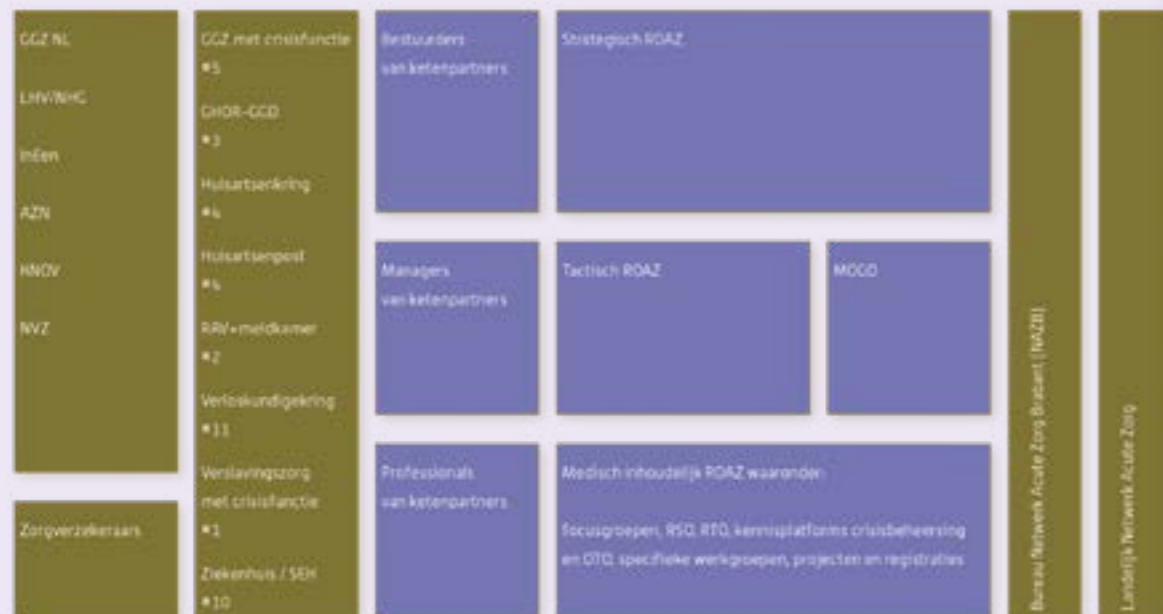 GGZ NL
LHV/NHG
InEen
AZN
KNOV
NVZ
Zorgverzekeraars
GGZ met crisisfunctie
*5
GHOR-GGD
*3
Huisartsenkring
*4
Huisartsenpost
*4
RAV+meldkamer
*2
Verloskundigekring
*11
Verslavingszorg
met crisisfunctie
*1
Ziekenhuis / SEH
*10
Bestuurders
van ketenpartners
Strategisch ROAZ
Managers
van ketenpartners
Tactisch ROAZ
MOGO
Professionals
van ketenpartners
Medisch inhoudelijk ROAZ waaronder:
focusgroepen, RSO, RTO, kennisplatforms crisisbeheersing
en OTO, specifieke werkgroepen, projecten en registraties
Bureau Netwerk Acute Zorg Brabant (NAZB)
Landelijk Netwerk Acute Zorg